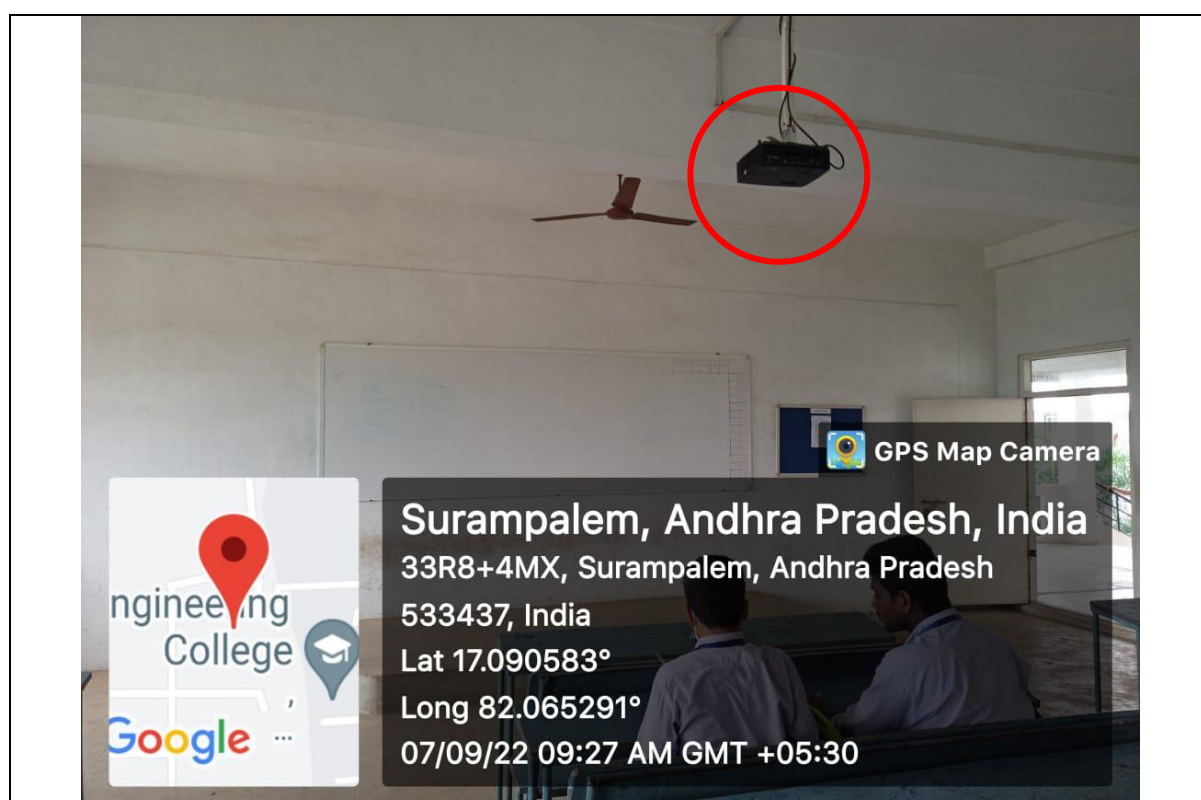 GPS Map Camera
Surampalem, Andhra Pradesh, India
33R8+4MX, Surampalem, Andhra Pradesh
533437, India
Lat 17.090583°
Long 82.065291°
07/09/22 09:27 AM GMT +05:30
ngineering
College
Google